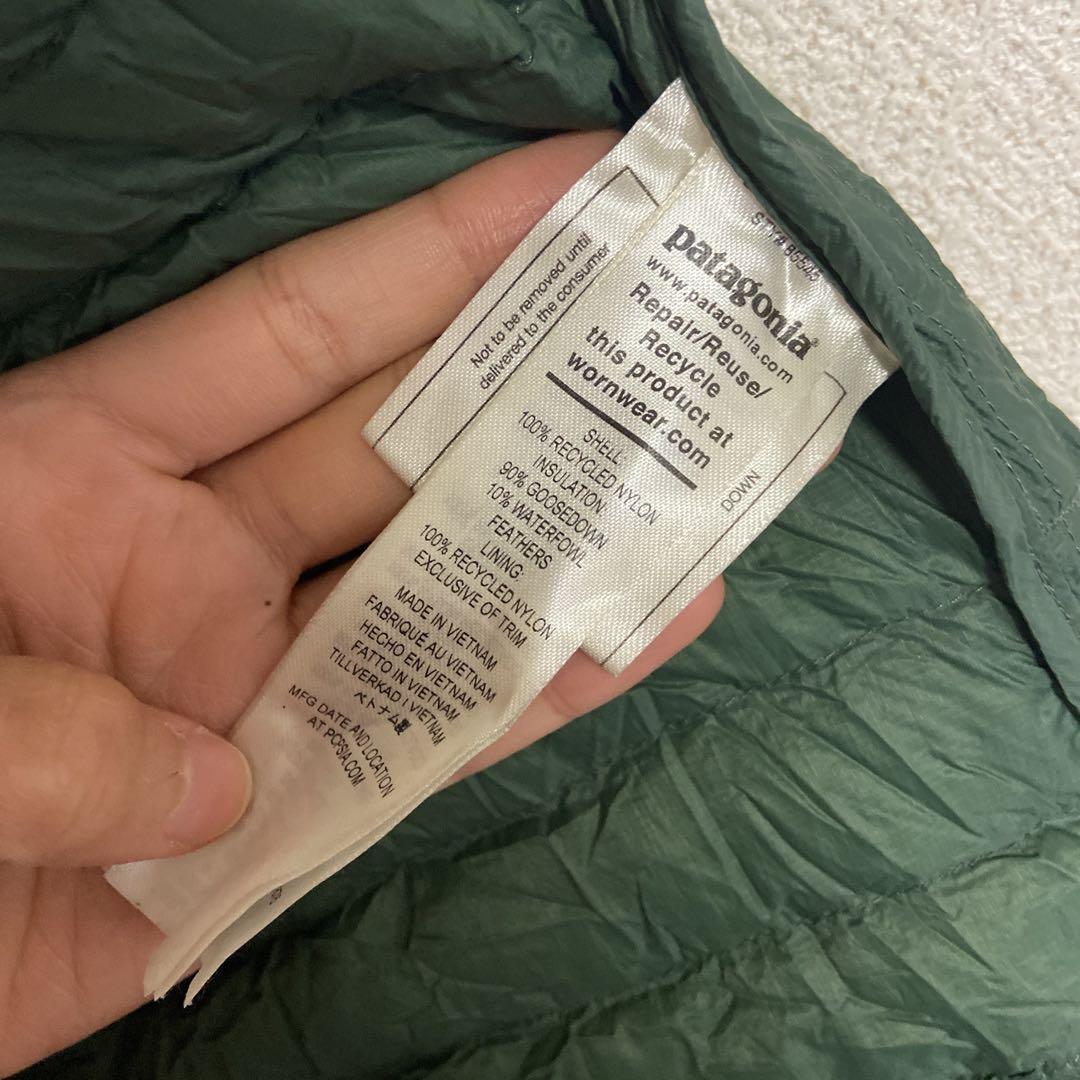 Not to be removed until
delivered to the consumer
patagonia®
www.patagonia.com
Repair/Reuse/
Recycle
this product at
wornwear.com
DOWN
SHELL:
100% RECYCLED NYLON
INSULATION:
90% GOOSEDOWN
10% WATERFOWL
FEATHERS
LINING:
100% RECYCLED NYLON
EXCLUSIVE OF TRIM
MADE IN VIETNAM
FABRIQUÉ AU VIETNAM
HECHO EN VIETNAM
FATTO IN VIETNAM
TILLVERKAD I VIETNAM
ベトナム製
MFG DATE AND LOCATION
AT PCPSIA.COM